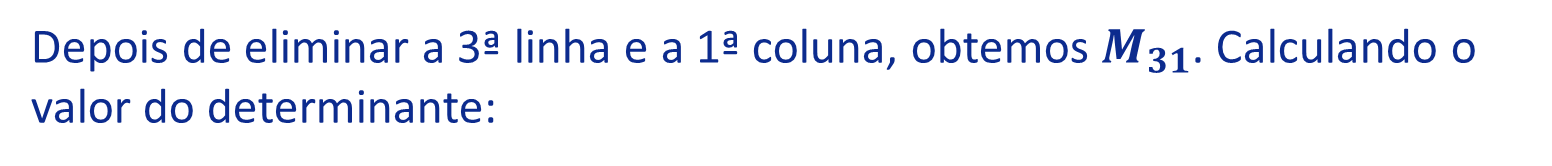 Depois de eliminar a 3ª linha e a 1ª coluna, obtemos M₃₁. Calculando o
valor do determinante: